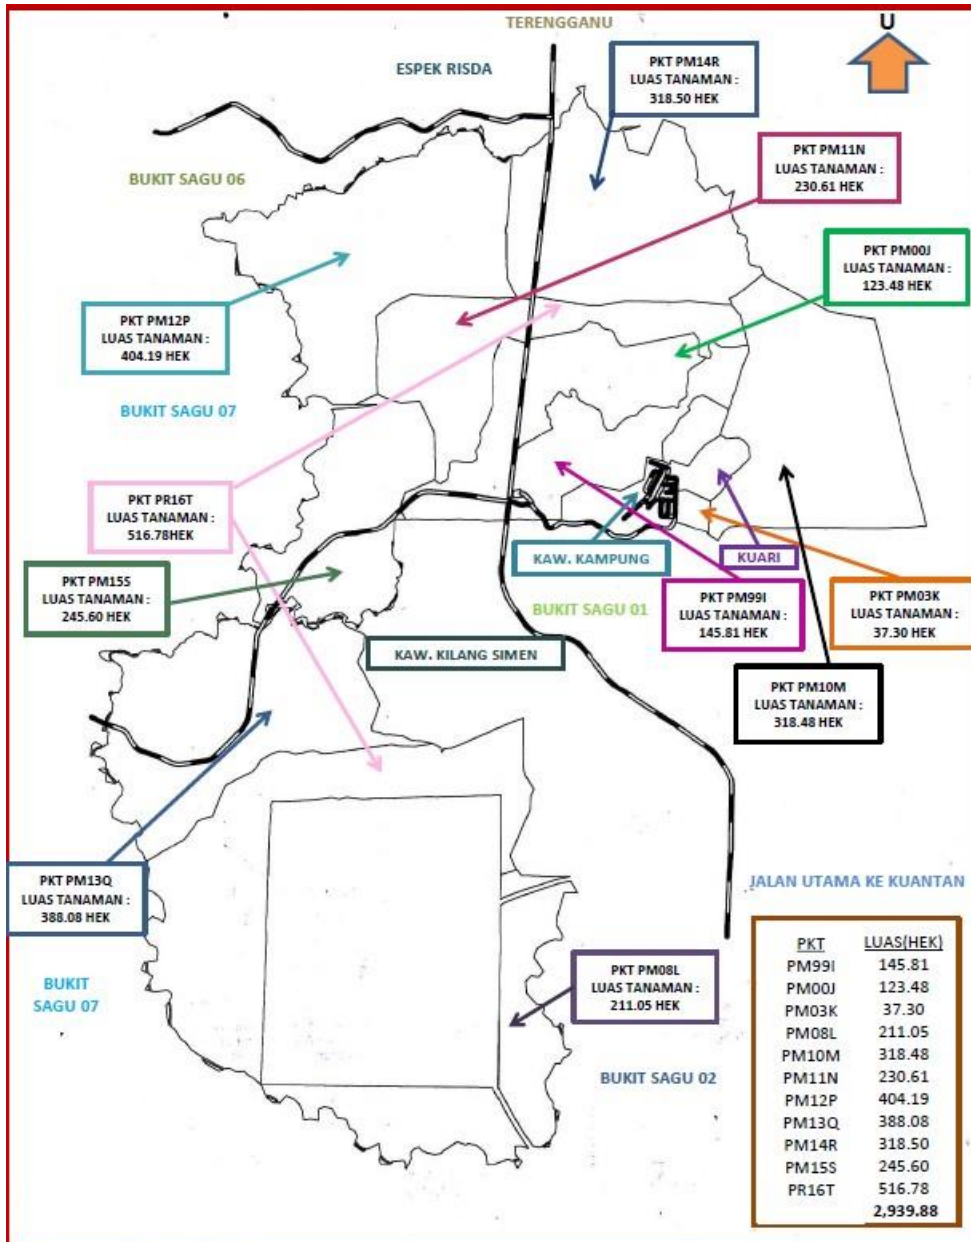 TERENGGANU
U
ESPEK RISDA
PKT PM14R
LUAS TANAMAN :
318.50 HEK
PKT PM11N
LUAS TANAMAN :
230.61 HEK
BUKIT SAGU 06
PKT PM00J
LUAS TANAMAN :
123.48 HEK
PKT PM12P
LUAS TANAMAN :
404.19 HEK
BUKIT SAGU 07
PKT PR16T
LUAS TANAMAN :
516.78HEK
KAW. KAMPUNG
KUARI
PKT PM15S
LUAS TANAMAN :
245.60 HEK
BUKIT SAGU 01
PKT PM99I
LUAS TANAMAN :
145.81 HEK
PKT PM03K
LUAS TANAMAN :
37.30 HEK
KAW. KILANG SIMEN
PKT PM10M
LUAS TANAMAN :
318.48 HEK
PKT PM13Q
LUAS TANAMAN :
388.08 HEK
JALAN UTAMA KE KUANTAN
BUKIT
SAGU 07
PKT PM08L
LUAS TANAMAN :
211.05 HEK
BUKIT SAGU 02
PKT LUAS(HEK)
PM99I 145.81
PM00J 123.48
PM03K 37.30
PM08L 211.05
PM10M 318.48
PM11N 230.61
PM12P 404.19
PM13Q 388.08
PM14R 318.50
PM15S 245.60
PR16T 516.78
2,939.88